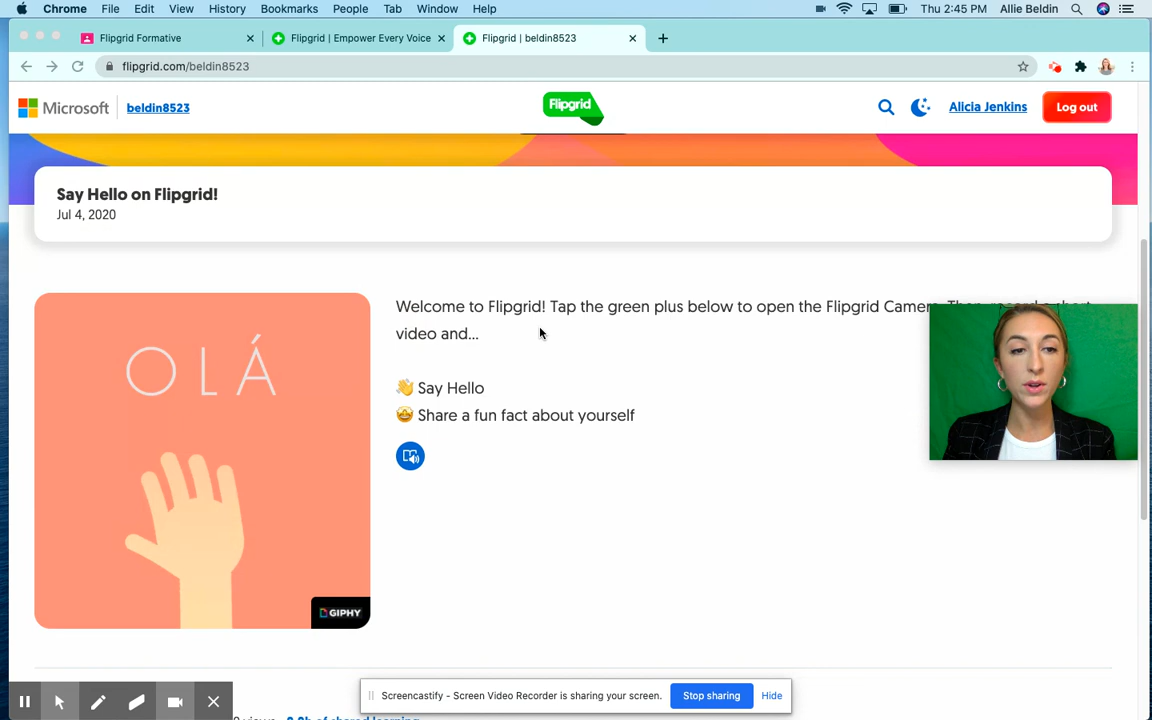 Chrome File Edit View History Bookmarks People Tab Window Help Thu 2:45 PM Allie Beldin
Flipgrid Formative
Flipgrid | Empower Every Voice
Flipgrid | beldin8523
flipgrid.com/beldin8523
Microsoft
beldin8523
Flipgrid
Alicia Jenkins
Log out
Say Hello on Flipgrid!
Jul 4, 2020
OLÁ
GIPHY
Welcome to Flipgrid! Tap the green plus below to open the Flipgrid
video and...
👋 Say Hello
🤩 Share a fun fact about yourself
Screencastify - Screen Video Recorder is sharing your screen.
Stop sharing
Hide